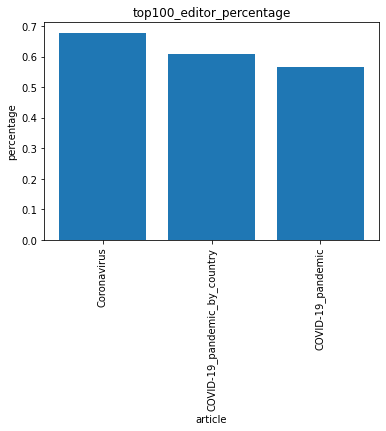 top100_editor_percentage
percentage
0.7
0.6
0.5
0.4
0.3
0.2
0.1
0.0
Coronavirus
COVID-19_pandemic_by_country
COVID-19_pandemic
article